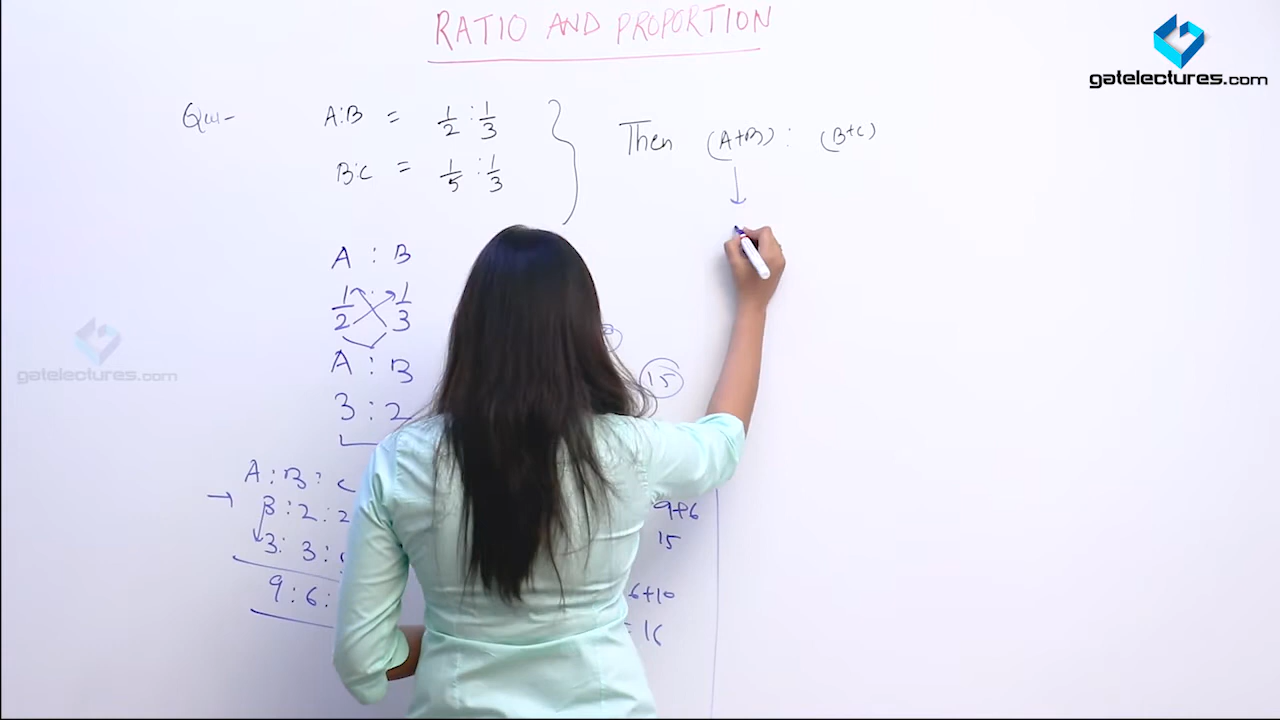 RATIO AND PROPORTION
gatelectures.com
Que- A:B = 1/2 : 1/3
Then (A+B) : (B+C)
B:C = 1/5 : 1/3
A : B
1/2 : 1/3
A : B
15
3 : 2
A : B : C
3 : 2 : 2
9+6
3 : 3 :
15
9 : 6 :
6+10
= 16
gatelectures.com